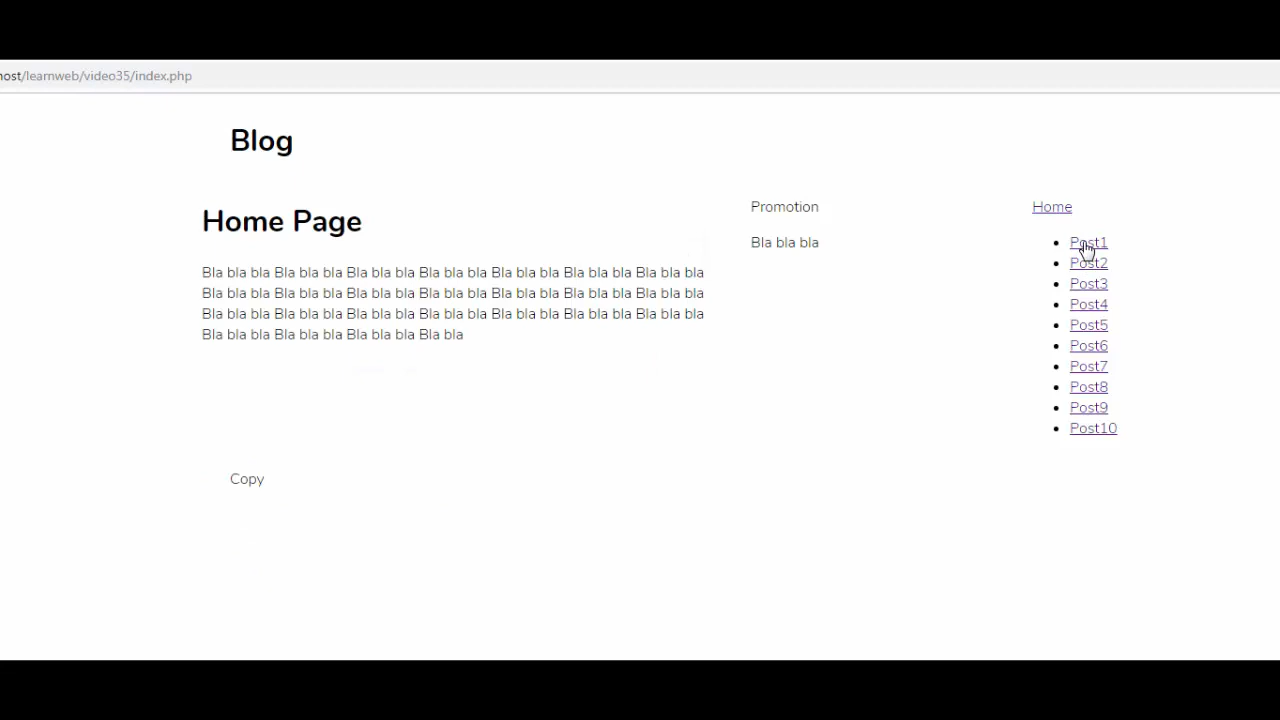 host/learnweb/video35/index.php
Blog
Home Page
Bla bla bla Bla bla bla Bla bla bla Bla bla bla Bla bla bla Bla bla bla Bla bla bla
Bla bla bla Bla bla bla Bla bla bla Bla bla bla Bla bla bla Bla bla bla Bla bla bla
Bla bla bla Bla bla bla Bla bla bla Bla bla bla Bla bla bla Bla bla bla Bla bla bla
Bla bla bla Bla bla bla Bla bla bla Bla bla
Promotion
Bla bla bla
Home
Post1
Post2
Post3
Post4
Post5
Post6
Post7
Post8
Post9
Post10
Copy